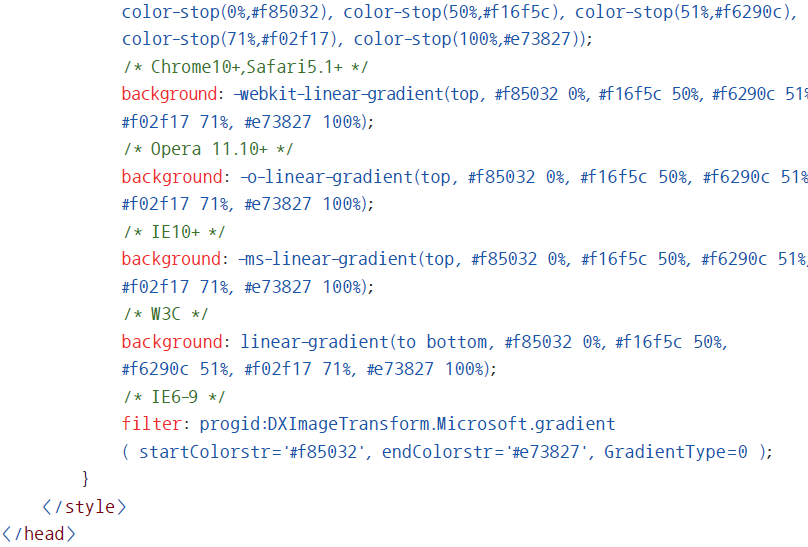 color-stop(0%,#f85032), color-stop(50%,#f16f5c), color-stop(51%,#f6290c),
color-stop(71%,#f02f17), color-stop(100%,#e73827));
/* Chrome10+,Safari5.1+ */
background: -webkit-linear-gradient(top, #f85032 0%, #f16f5c 50%, #f6290c 51%
#f02f17 71%, #e73827 100%);
/* Opera 11.10+ */
background: -o-linear-gradient(top, #f85032 0%, #f16f5c 50%, #f6290c 51%
#f02f17 71%, #e73827 100%);
/* IE10+ */
background: -ms-linear-gradient(top, #f85032 0%, #f16f5c 50%, #f6290c 51%,
#f02f17 71%, #e73827 100%);
/* W3C */
background: linear-gradient(to bottom, #f85032 0%, #f16f5c 50%,
#f6290c 51%, #f02f17 71%, #e73827 100%);
/* IE6-9 */
filter: progid:DXImageTransform.Microsoft.gradient
( startColorstr='#f85032', endColorstr='#e73827', GradientType=0 );
}
</style>
</head>